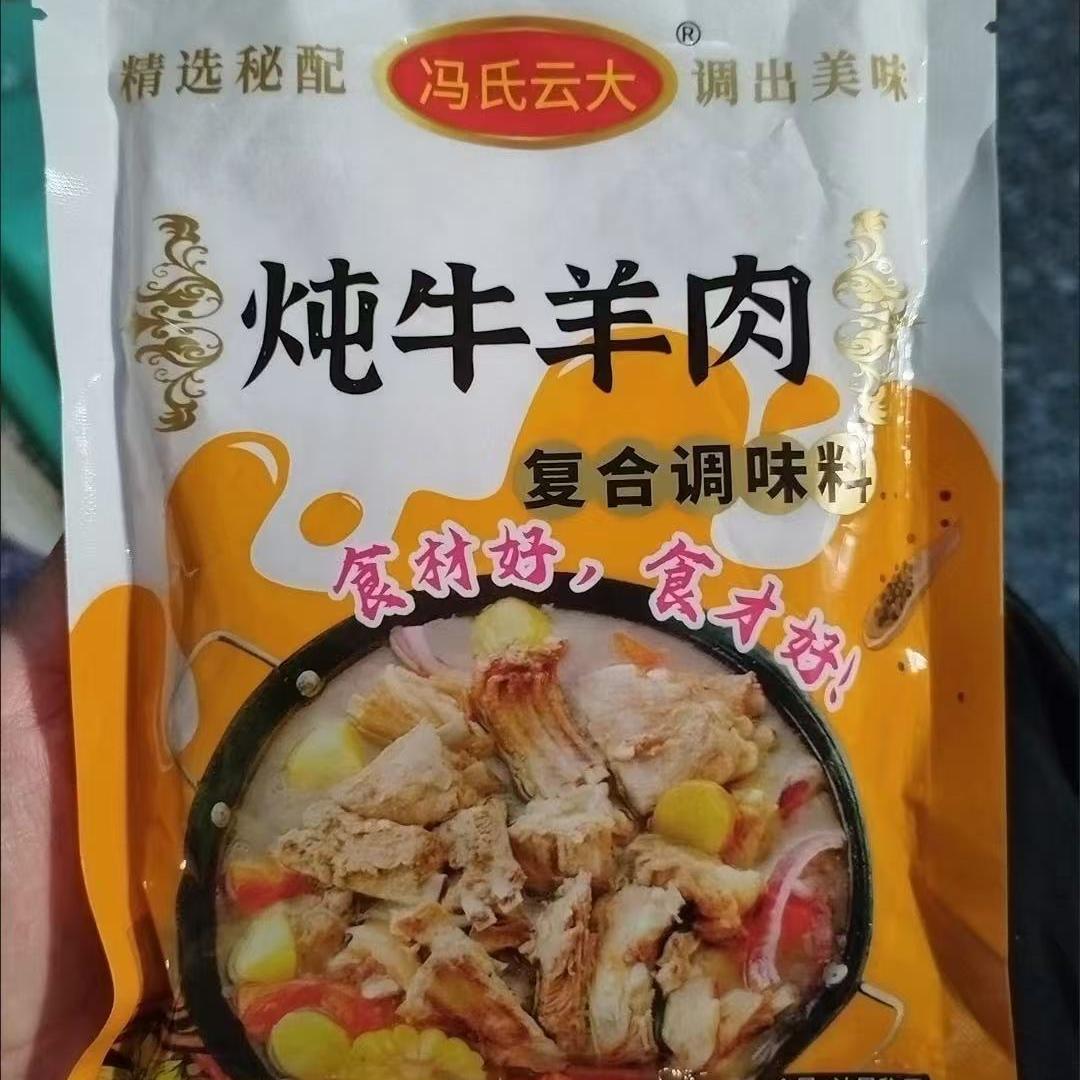 精选秘配 冯氏云大® 调出美味
炖牛羊肉
复合调味料
食材好，食才好！